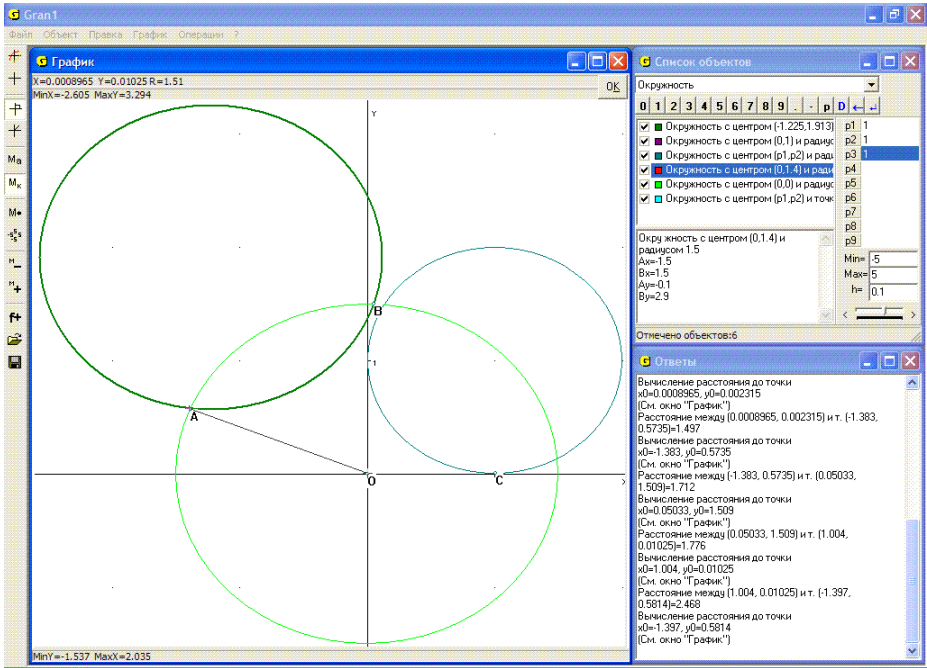 Gran1
Файл Объект Правка График Операции ?
График
X=0.0008965 Y=0.01025 R=1.51
MinX=-2.605 MaxY=3.294
OK
Y
B
1
A
O
C
MinY=-1.537 MaxX=2.035
Список объектов
Окружность
0 1 2 3 4 5 6 7 8 9 . - p D ← ↵
Окружность с центром (-1.225,1.913)
Окружность с центром (0,1) и радиус
Окружность с центром (p1,p2) и ради
Окружность с центром (0,1.4) и ради
Окружность с центром (0,0) и радиус
Окружность с центром (p1,p2) и точк
p1 1
p2 1
p3 1
p4
p5
p6
p7
p8
p9
Окру жность с центром (0,1.4) и
радиусом 1.5
Ax=-1.5
Bx=1.5
Ay=-0.1
By=2.9
Min= -5
Max= 5
h= 0.1
Отмечено объектов:6
Ответы
Вычисление расстояния до точки
x0=0.0008965, y0=0.002315
(См. окно "График")
Расстояние между (0.0008965, 0.002315) и т. (-1.383,
0.5735)=1.497
Вычисление расстояния до точки
x0=-1.383, y0=0.5735
(См. окно "График")
Расстояние между (-1.383, 0.5735) и т. (0.05033,
1.509)=1.712
Вычисление расстояния до точки
x0=0.05033, y0=1.509
(См. окно "График")
Расстояние между (0.05033, 1.509) и т. (1.004,
0.01025)=1.776
Вычисление расстояния до точки
x0=1.004, y0=0.01025
(См. окно "График")
Расстояние между (1.004, 0.01025) и т. (-1.397,
0.5814)=2.468
Вычисление расстояния до точки
x0=-1.397, y0=0.5814
(См. окно "График")